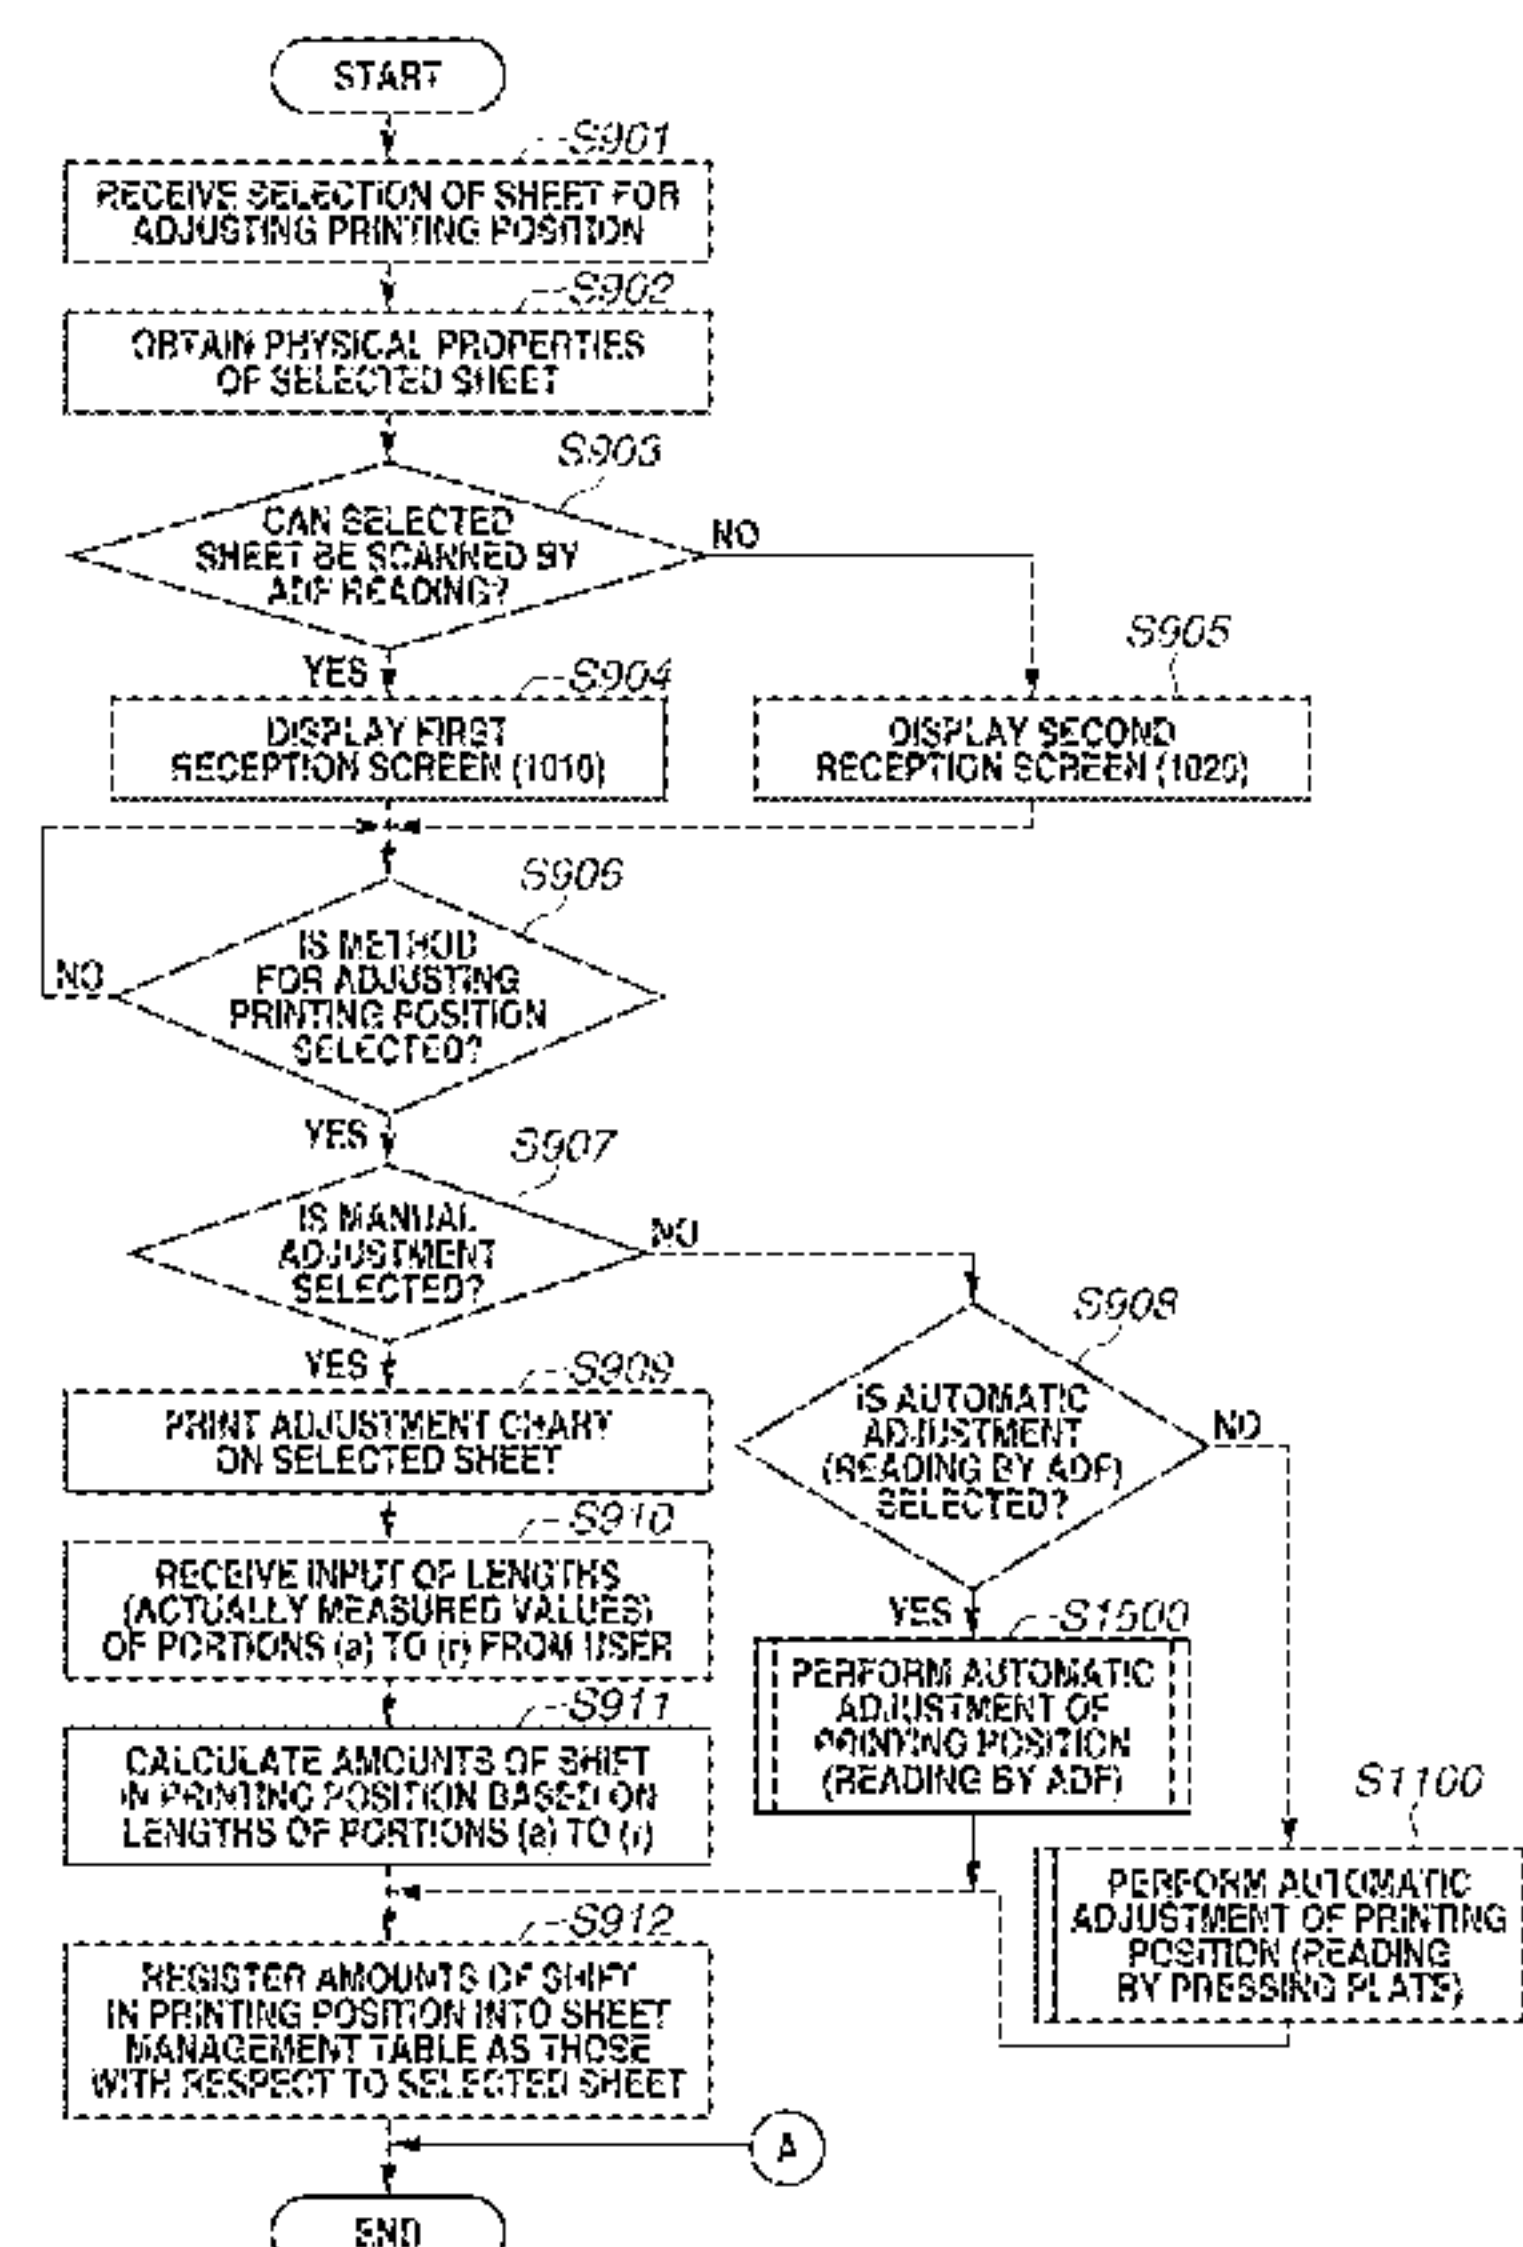 START
S901
RECEIVE SELECTION OF SHEET FOR
ADJUSTING PRINTING POSITION
S902
OBTAIN PHYSICAL PROPERTIES
OF SELECTED SHEET
S903
CAN SELECTED
SHEET BE SCANNED BY
ADF READING?
NO
YES
S904
DISPLAY FIRST
RECEPTION SCREEN (1010)
S905
DISPLAY SECOND
RECEPTION SCREEN (1020)
S906
IS METHOD
FOR ADJUSTING
PRINTING POSITION
SELECTED?
NO
YES
S907
IS MANUAL
ADJUSTMENT
SELECTED?
NO
YES
S908
IS AUTOMATIC
ADJUSTMENT
(READING BY ADF)
SELECTED?
NO
YES
S909
PRINT ADJUSTMENT CHART
ON SELECTED SHEET
S910
RECEIVE INPUT OF LENGTHS
(ACTUALLY MEASURED VALUES)
OF PORTIONS (a) TO (r) FROM USER
S911
CALCULATE AMOUNTS OF SHIFT
IN PRINTING POSITION BASED ON
LENGTHS OF PORTIONS (a) TO (r)
S1500
PERFORM AUTOMATIC
ADJUSTMENT OF
PRINTING POSITION
(READING BY ADF)
S1100
PERFORM AUTOMATIC
ADJUSTMENT OF PRINTING
POSITION (READING
BY PRESSING PLATE)
S912
REGISTER AMOUNTS OF SHIFT
IN PRINTING POSITION INTO SHEET
MANAGEMENT TABLE AS THOSE
WITH RESPECT TO SELECTED SHEET
A
END